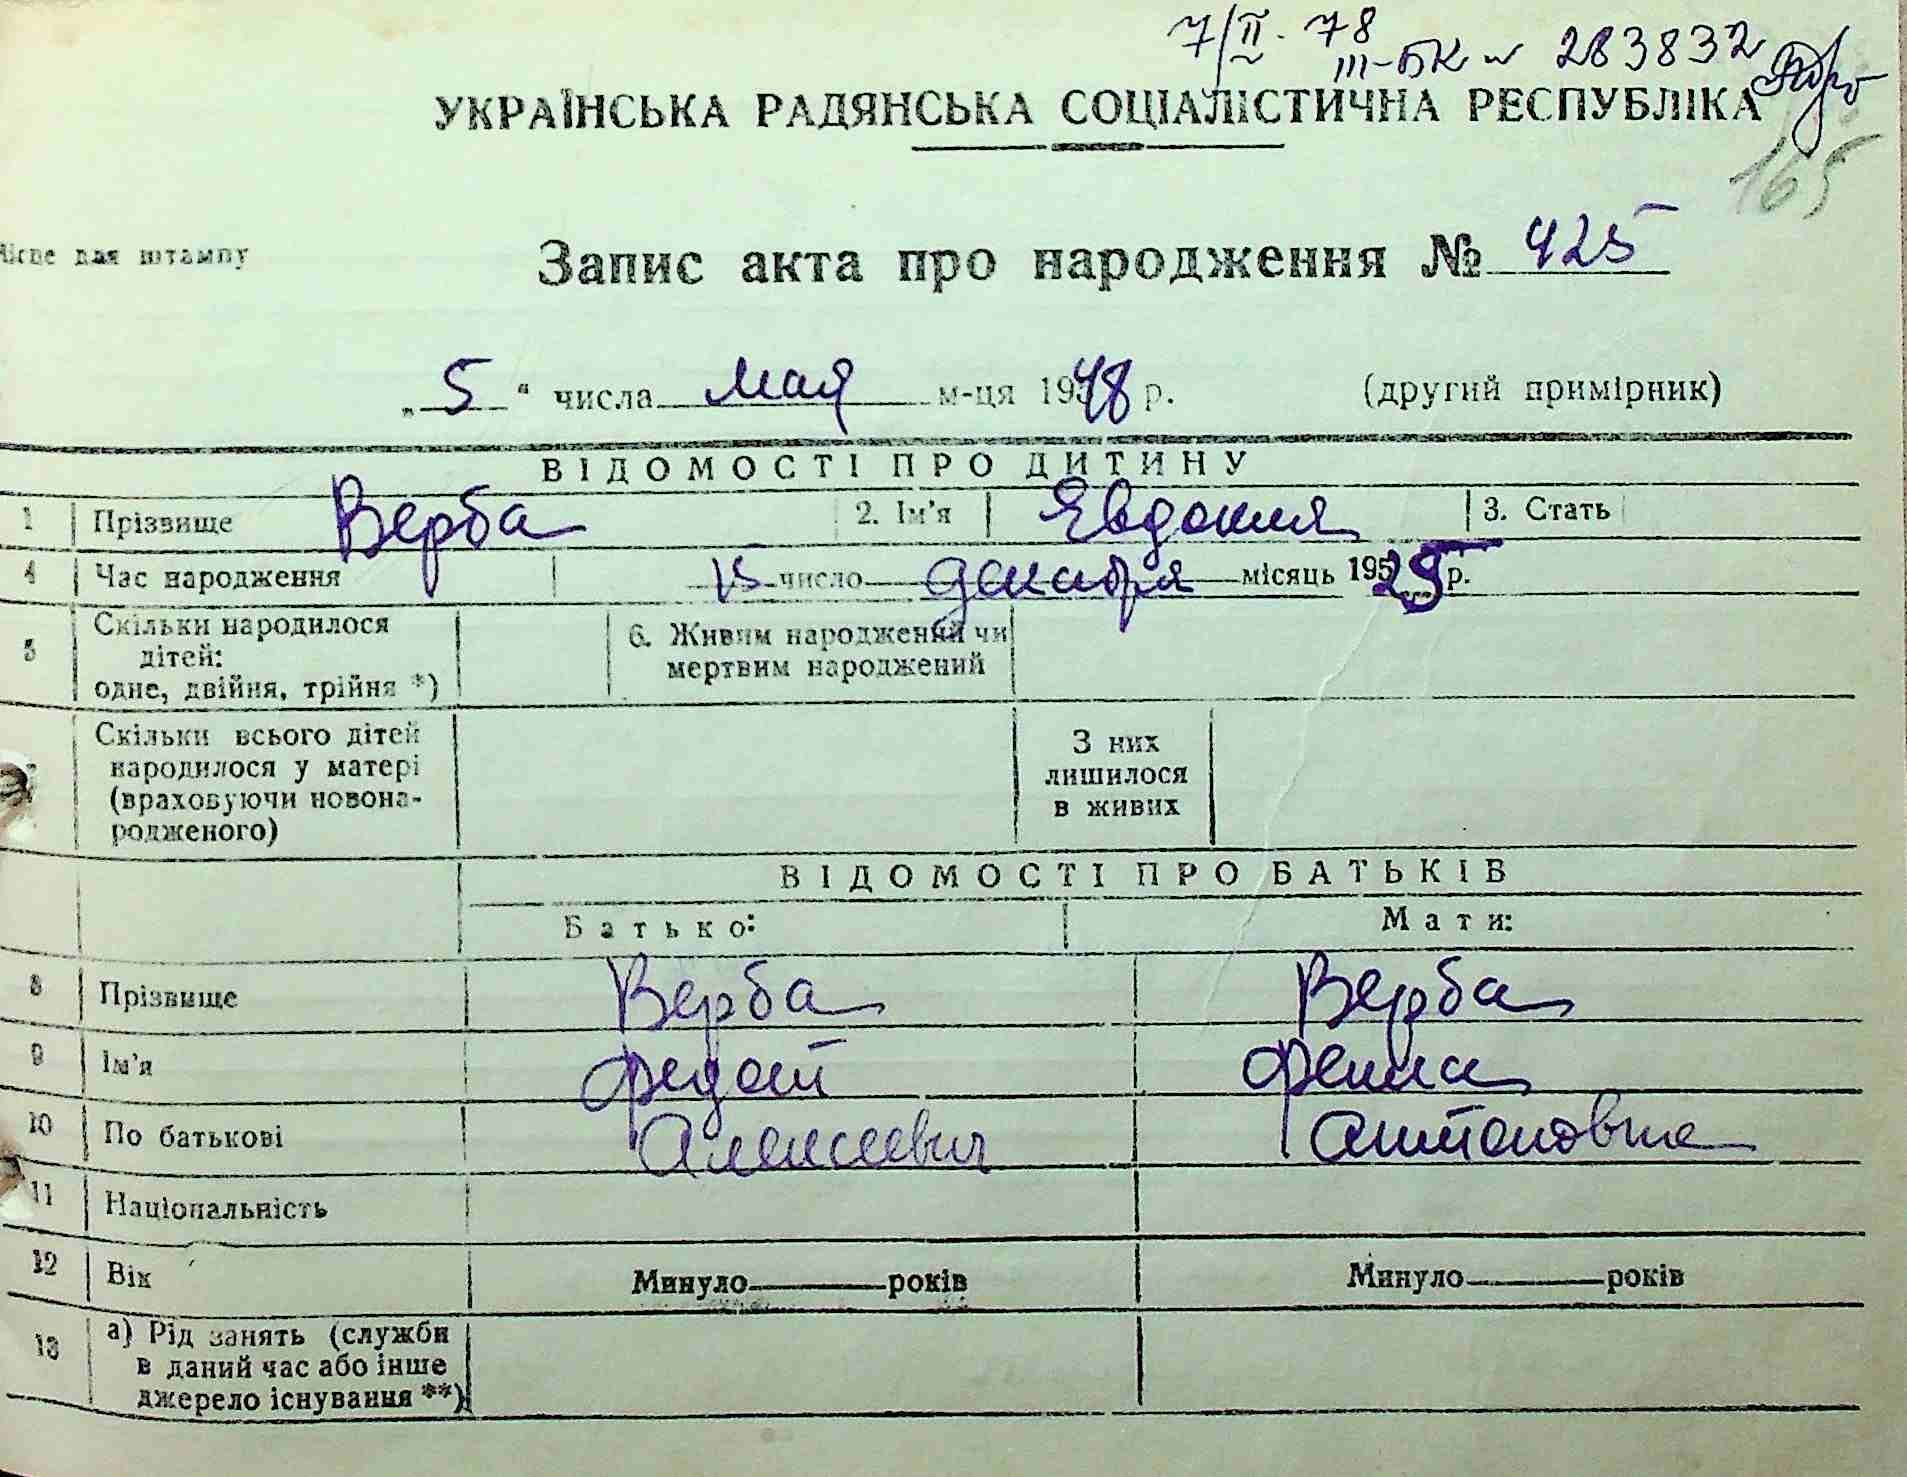 7/II. 78
III-БК № 283832
УКРАЇНСЬКА РАДЯНСЬКА СОЦІАЛІСТИЧНА РЕСПУБЛІКА
165
для штампу
Запис акта про народження № 425
„ 5 “ числа мая м-ця 1948 р. (другий примірник)
ВІДОМОСТІ ПРО ДИТИНУ
1 Прізвище Верба 2. Ім'я Явдокия 3. Стать
4 Час народження 15 число декабря місяць 1925 р.
5 Скільки народилося
дітей:
одне, двійня, трійня *)
6. Живим народжений чи
мертвим народжений
Скільки всього дітей
народилося у матері
(враховуючи новона-
родженого)
З них
лишилося
в живих
ВІДОМОСТІ ПРО БАТЬКІВ
Батько: Мати:
8 Прізвище Верба Верба
9 Ім'я Федот Фенна
10 По батькові Алексеевич Антоновна
11 Національність
12 Вік Минуло років Минуло років
13 а) Рід занять (служби
в даний час або інше
джерело існування **)